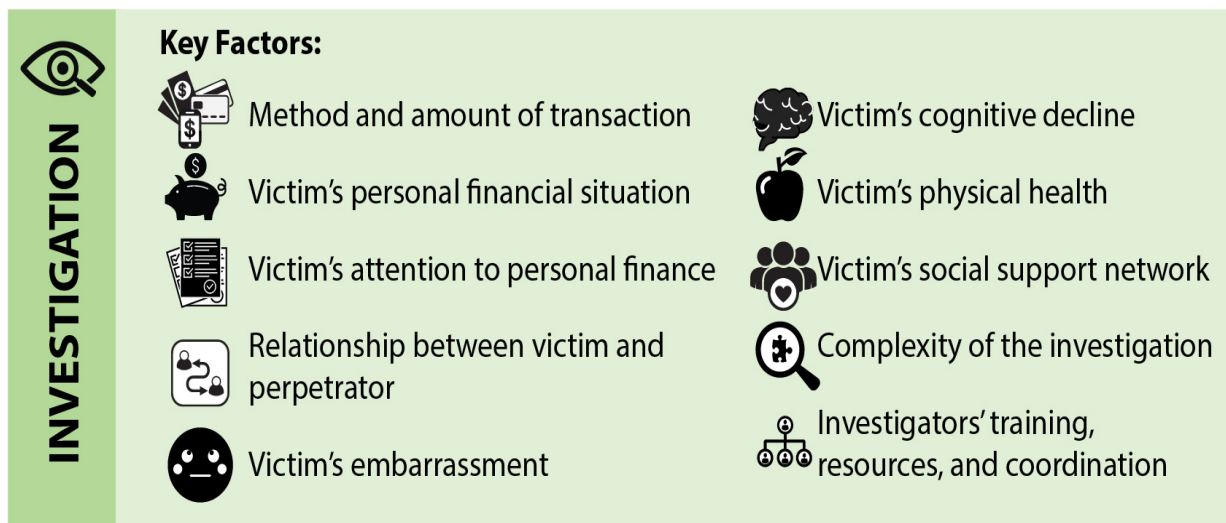 INVESTIGATION
Key Factors:
Method and amount of transaction
Victim’s personal financial situation
Victim’s attention to personal finance
Relationship between victim and
perpetrator
Victim’s embarrassment
Victim’s cognitive decline
Victim’s physical health
Victim’s social support network
Complexity of the investigation
Investigators’ training,
resources, and coordination